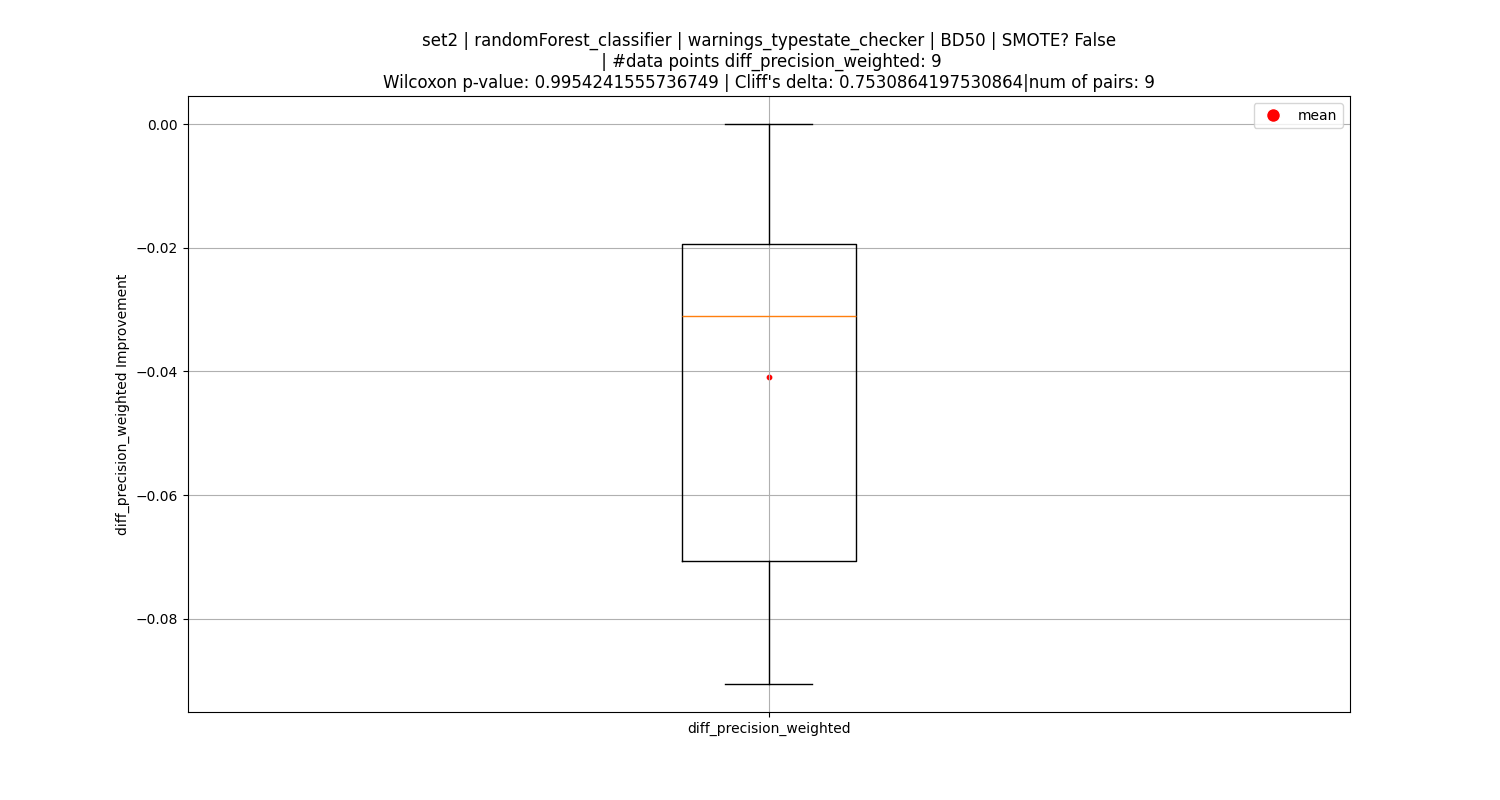 set2 | randomForest_classifier | warnings_typestate_checker | BD50 | SMOTE? False
| #data points diff_precision_weighted: 9
Wilcoxon p-value: 0.9954241555736749 | Cliff's delta: 0.7530864197530864|num of pairs: 9
mean
0.00
−0.02
−0.04
−0.06
−0.08
diff_precision_weighted Improvement
diff_precision_weighted